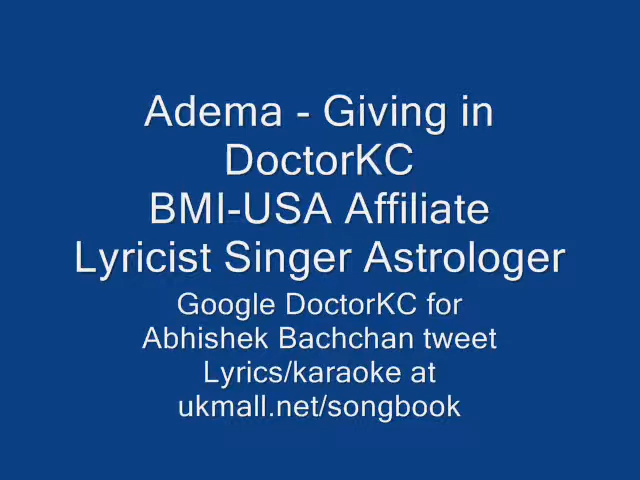 Adema - Giving in
DoctorKC
BMI-USA Affiliate
Lyricist Singer Astrologer
Google DoctorKC for
Abhishek Bachchan tweet
Lyrics/karaoke at
ukmall.net/songbook